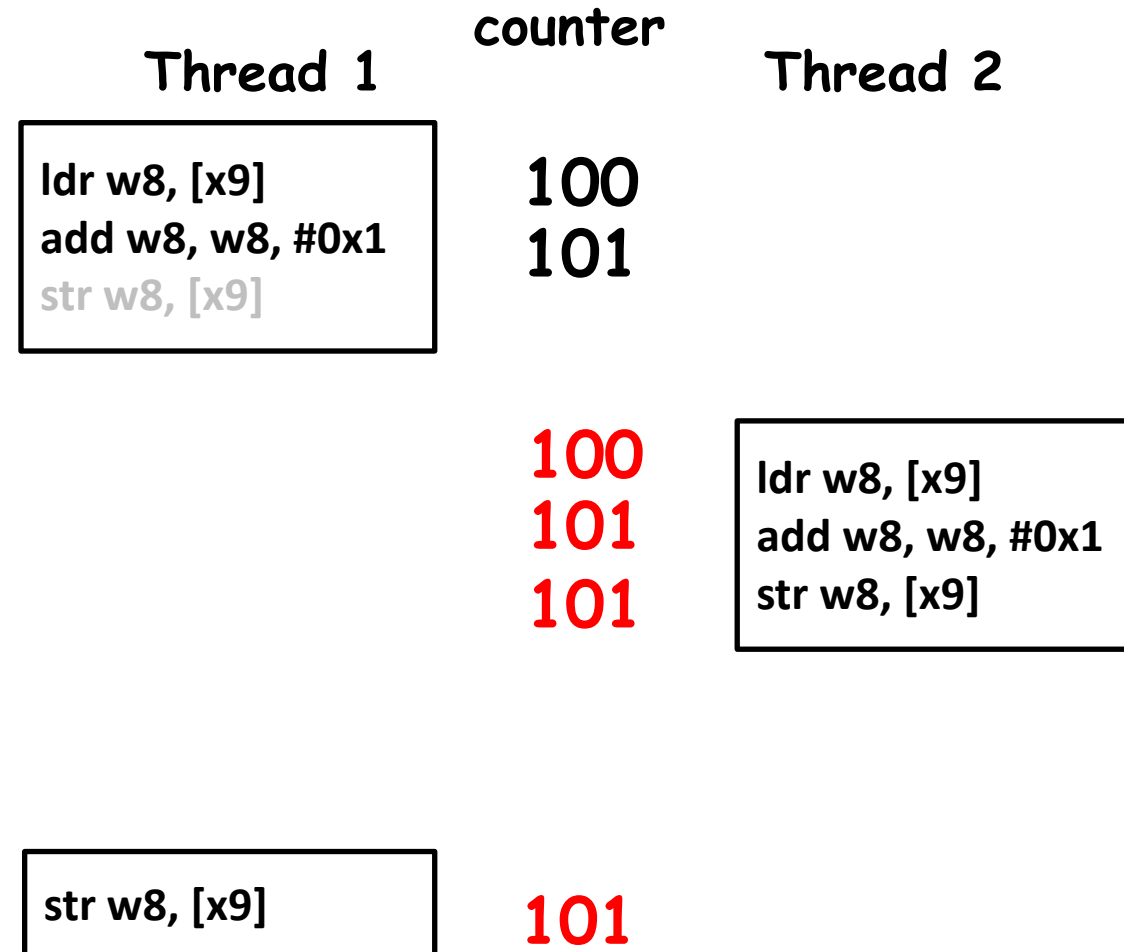 counter
Thread 1
Thread 2
ldr w8, [x9]
add w8, w8, #0x1
str w8, [x9]
100
101
100
101
101
ldr w8, [x9]
add w8, w8, #0x1
str w8, [x9]
str w8, [x9]
101